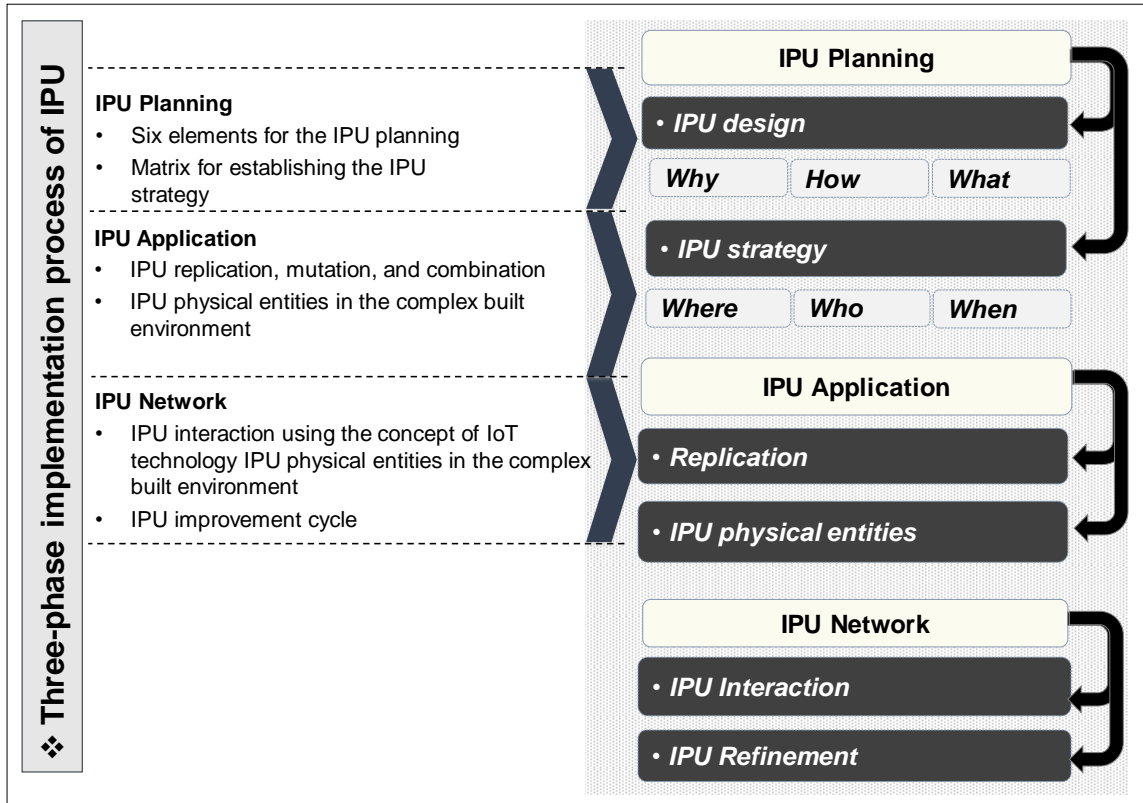 ❖ Three-phase implementation process of IPU
IPU Planning
• Six elements for the IPU planning
• Matrix for establishing the IPU
strategy
IPU Application
• IPU replication, mutation, and combination
• IPU physical entities in the complex built
environment
IPU Network
• IPU interaction using the concept of IoT
technology IPU physical entities in the complex
built environment
• IPU improvement cycle
IPU Planning
• IPU design
Why How What
• IPU strategy
Where Who When
IPU Application
• Replication
• IPU physical entities
IPU Network
• IPU Interaction
• IPU Refinement